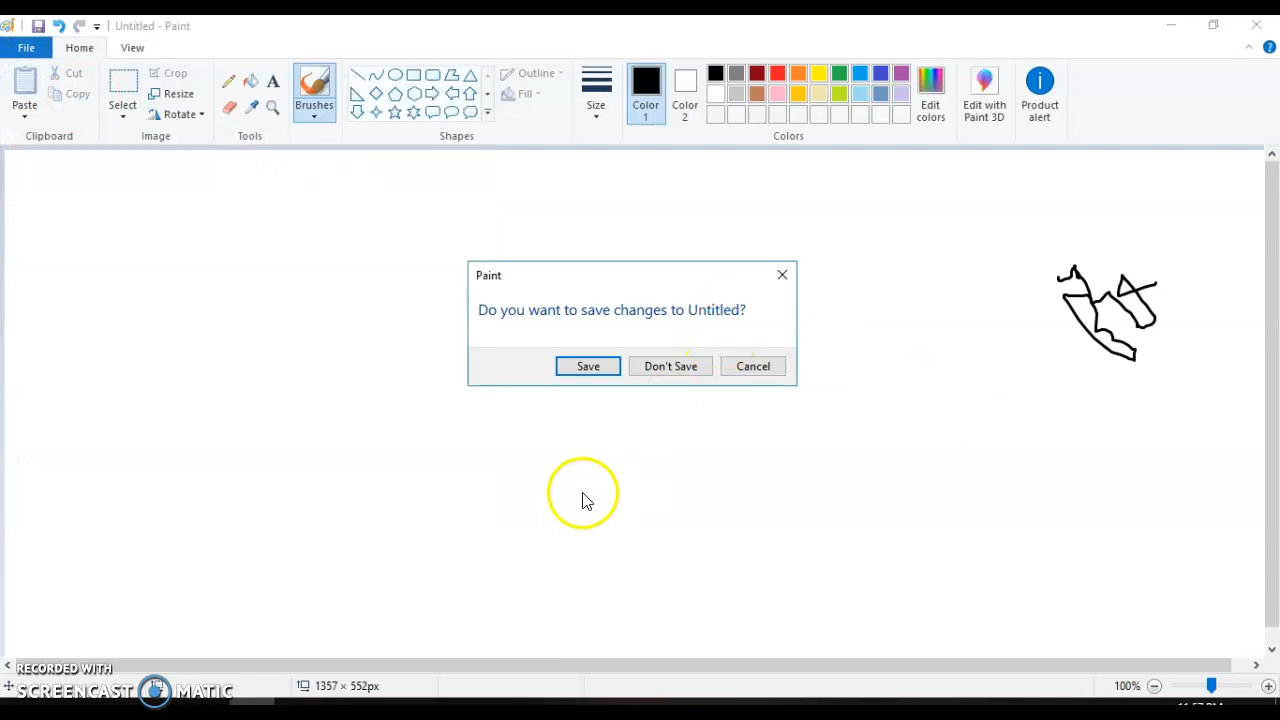 Untitled - Paint
File Home View
Paste
Clipboard
Cut
Copy
Select
Crop
Resize
Rotate
Image
Tools
Brushes
Shapes
Outline
Fill
Size
Color 1
Color 2
Colors
Edit colors
Edit with Paint 3D
Product alert
Paint
Do you want to save changes to Untitled?
Save Don't Save Cancel
RECORDED WITH
SCREENCAST MATIC
1357 × 552px
100%